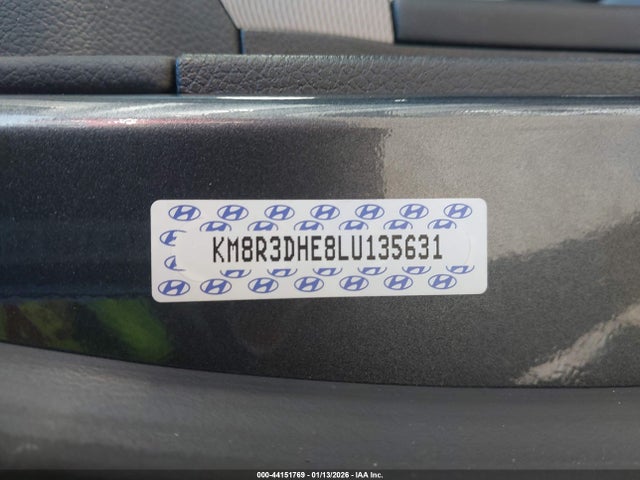 KM8R3DHE8LU135631
000-44151769 - 01/13/2026 - IAA Inc.